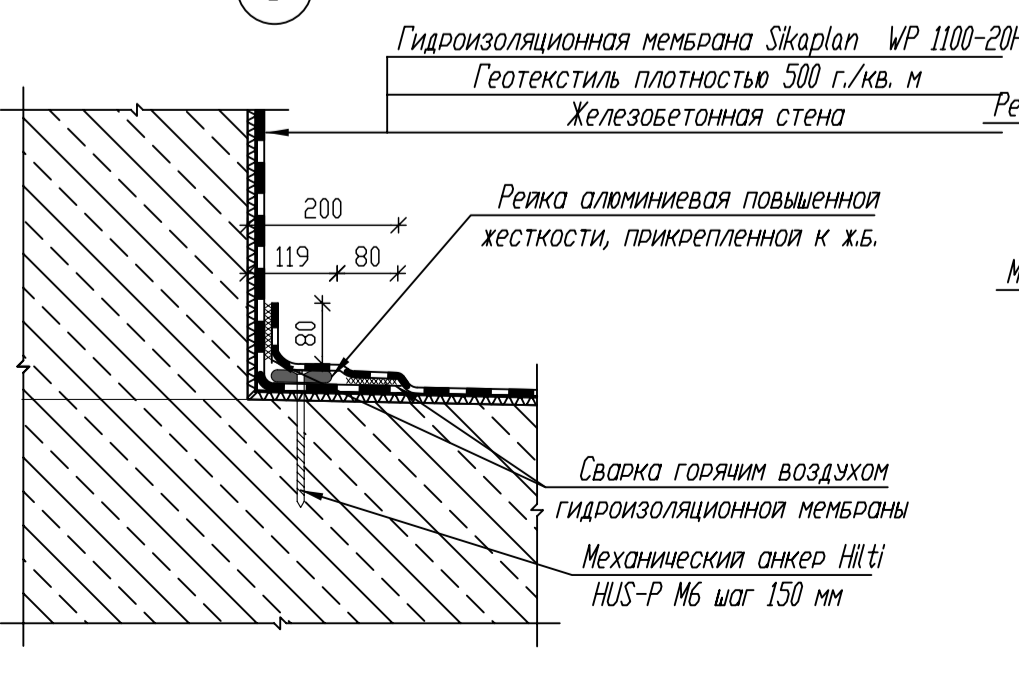 Гидроизоляционная мембрана Sikaplan WP 1100-20H
Геотекстиль плотностью 500 г./кв. м
Железобетонная стена
Рейка алюминиевая повышенной
жесткости, прикрепленной к ж.б.
200
119
80
80
Сварка горячим воздухом
гидроизоляционной мембраны
Механический анкер Hilti
HUS-P M6 шаг 150 мм